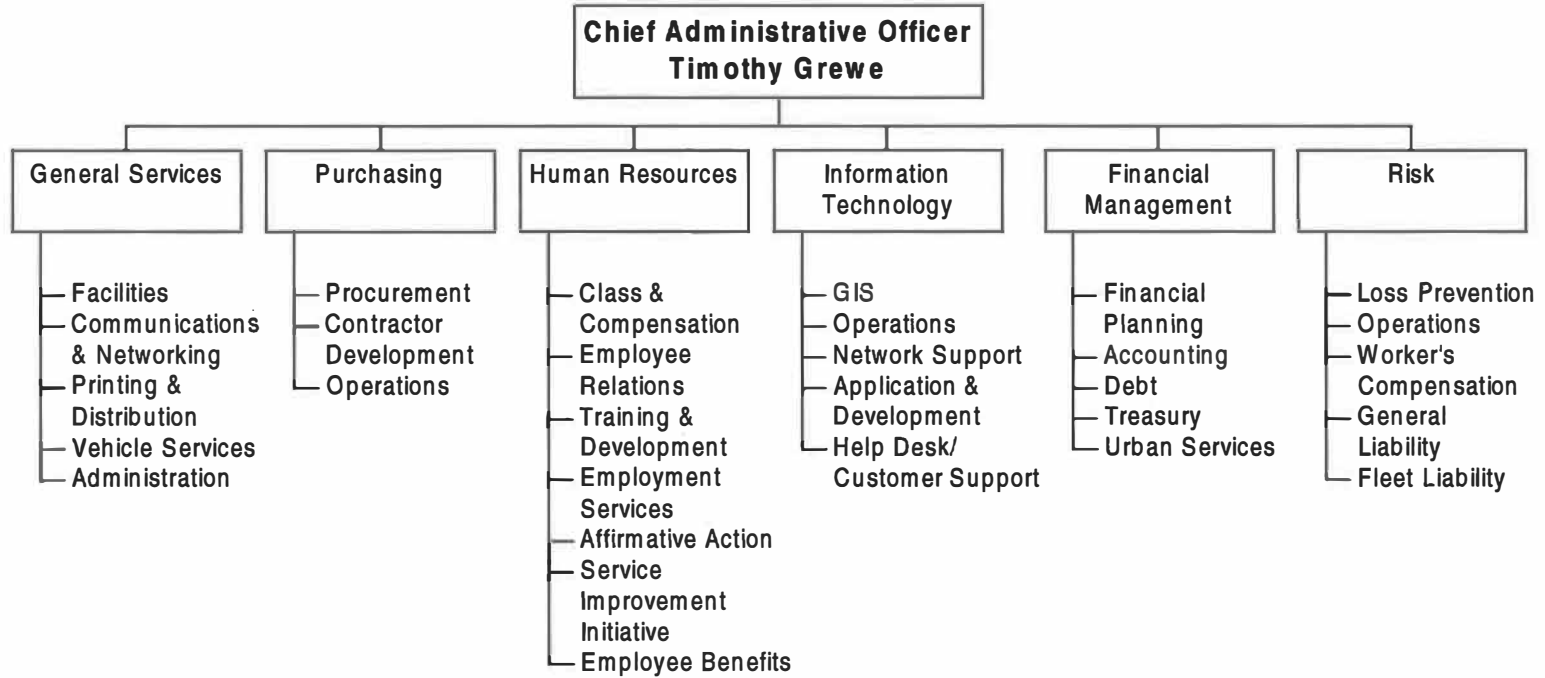 Chief Administrative Officer
Timothy Grewe
General Services
Purchasing
Human Resources
Information
Technology
Financial
Management
Risk
Facilities
Communications
& Networking
Printing &
Distribution
Vehicle Services
Administration
Procurement
Contractor
Development
Operations
Class &
Compensation
Employee
Relations
Training &
Development
Employment
Services
Affirmative Action
Service
Improvement
Initiative
Employee Benefits
GIS
Operations
Network Support
Application &
Development
Help Desk/
Customer Support
Financial
Planning
Accounting
Debt
Treasury
Urban Services
Loss Prevention
Operations
Worker's
Compensation
General
Liability
Fleet Liability